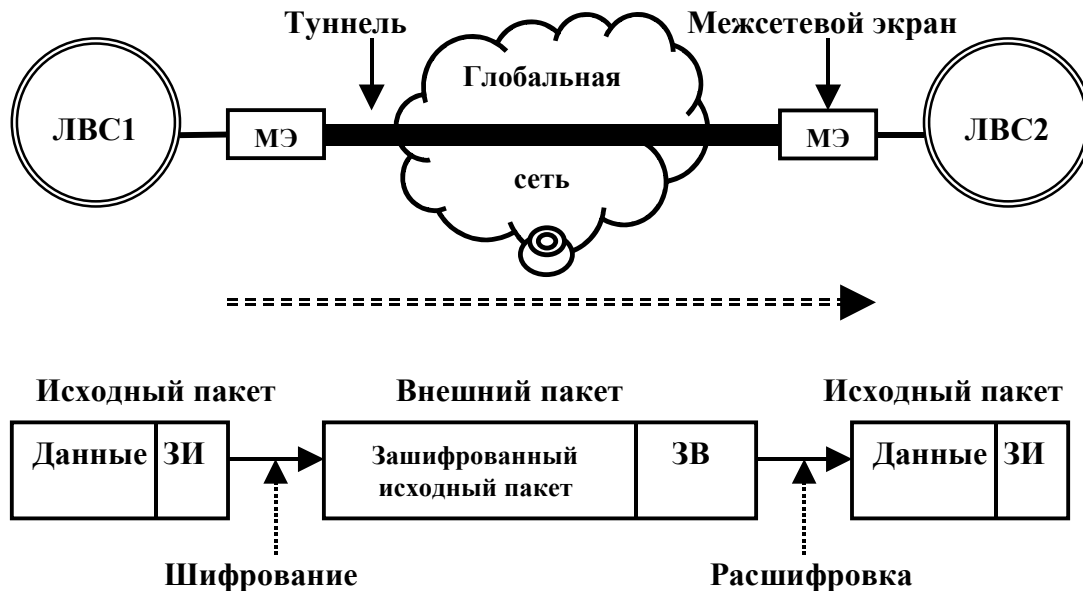 Туннель
Межсетевой экран
Глобальная
ЛВС1
МЭ
МЭ
ЛВС2
сеть
Исходный пакет
Внешний пакет
Исходный пакет
Данные
ЗИ
Зашифрованный
исходный пакет
ЗВ
Данные
ЗИ
Шифрование
Расшифровка